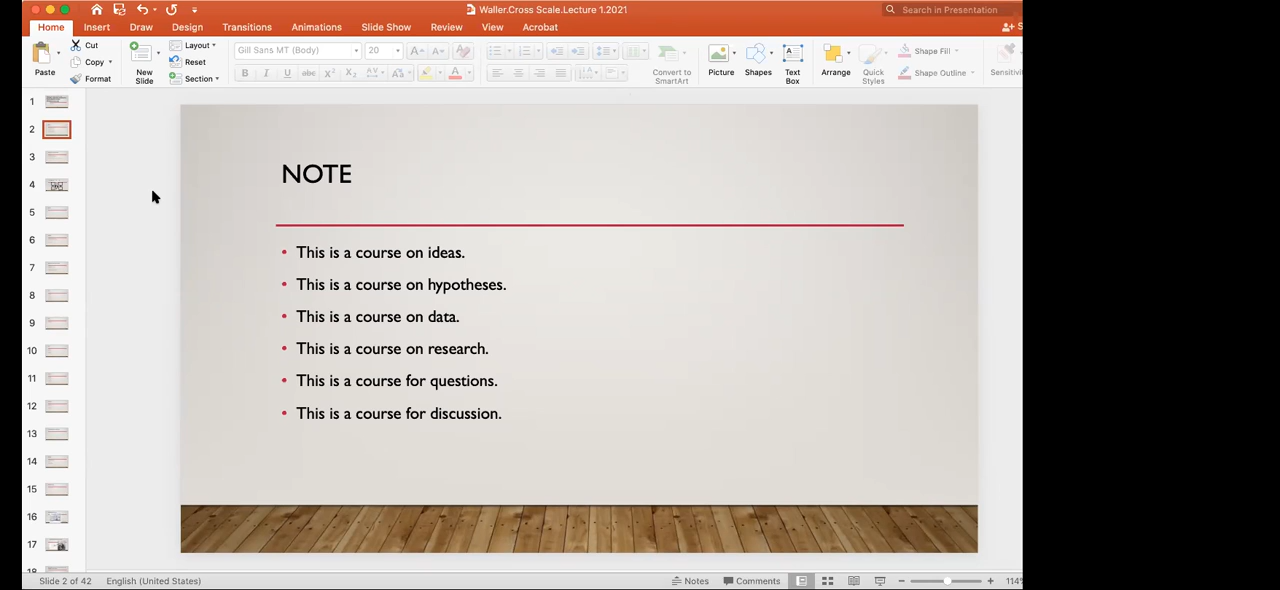 Waller.Cross Scale.Lecture 1.2021
Search in Presentation
Home Insert Draw Design Transitions Animations Slide Show Review View Acrobat
Paste
Cut
Copy
Format
New Slide
Layout
Reset
Section
Gill Sans MT (Body) 20
Convert to SmartArt
Picture
Shapes
Text Box
Arrange
Quick Styles
Shape Fill
Shape Outline
1
2
3
4
5
6
7
8
9
10
11
12
13
14
15
16
17
18
NOTE
• This is a course on ideas.
• This is a course on hypotheses.
• This is a course on data.
• This is a course on research.
• This is a course for questions.
• This is a course for discussion.
Slide 2 of 42 English (United States) Notes Comments 114%